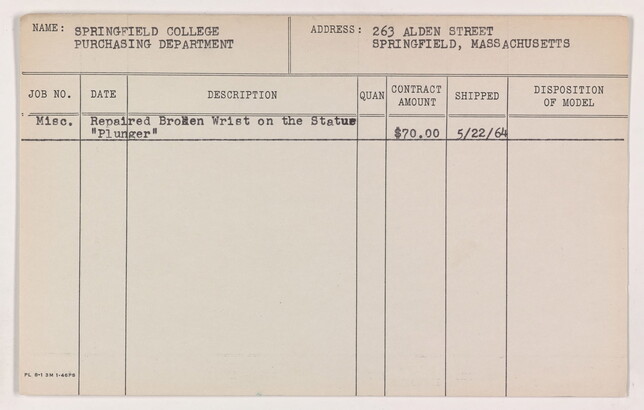 NAME: SPRINGFIELD COLLEGE
PURCHASING DEPARTMENT
ADDRESS: 263 ALDEN STREET
SPRINGFIELD, MASSACHUSETTS
JOB NO. DATE DESCRIPTION QUAN CONTRACT AMOUNT SHIPPED DISPOSITION OF MODEL
Misc. Repaired Broken Wrist on the Statue
"Plunger" $70.00 5/22/64